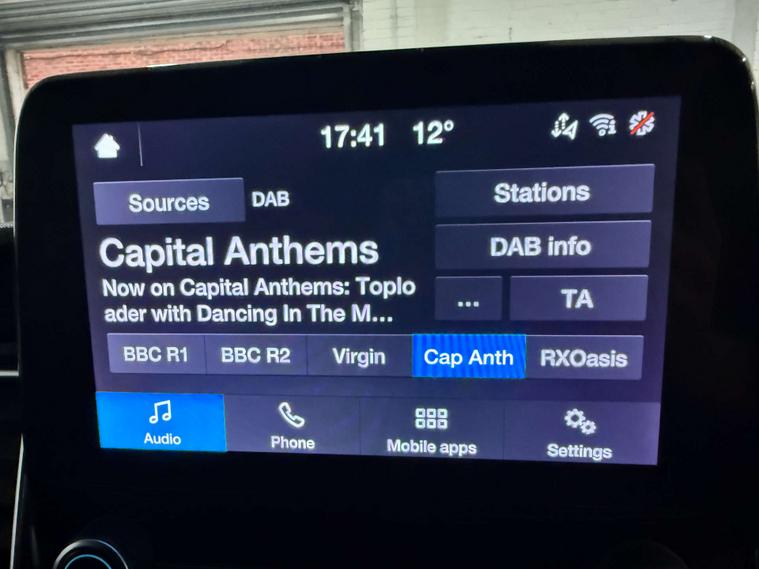 17:41 12°
Sources DAB Stations
Capital Anthems DAB info
Now on Capital Anthems: Toplo
ader with Dancing In The M...
... TA
BBC R1 BBC R2 Virgin Cap Anth RXOasis
Audio Phone Mobile apps Settings